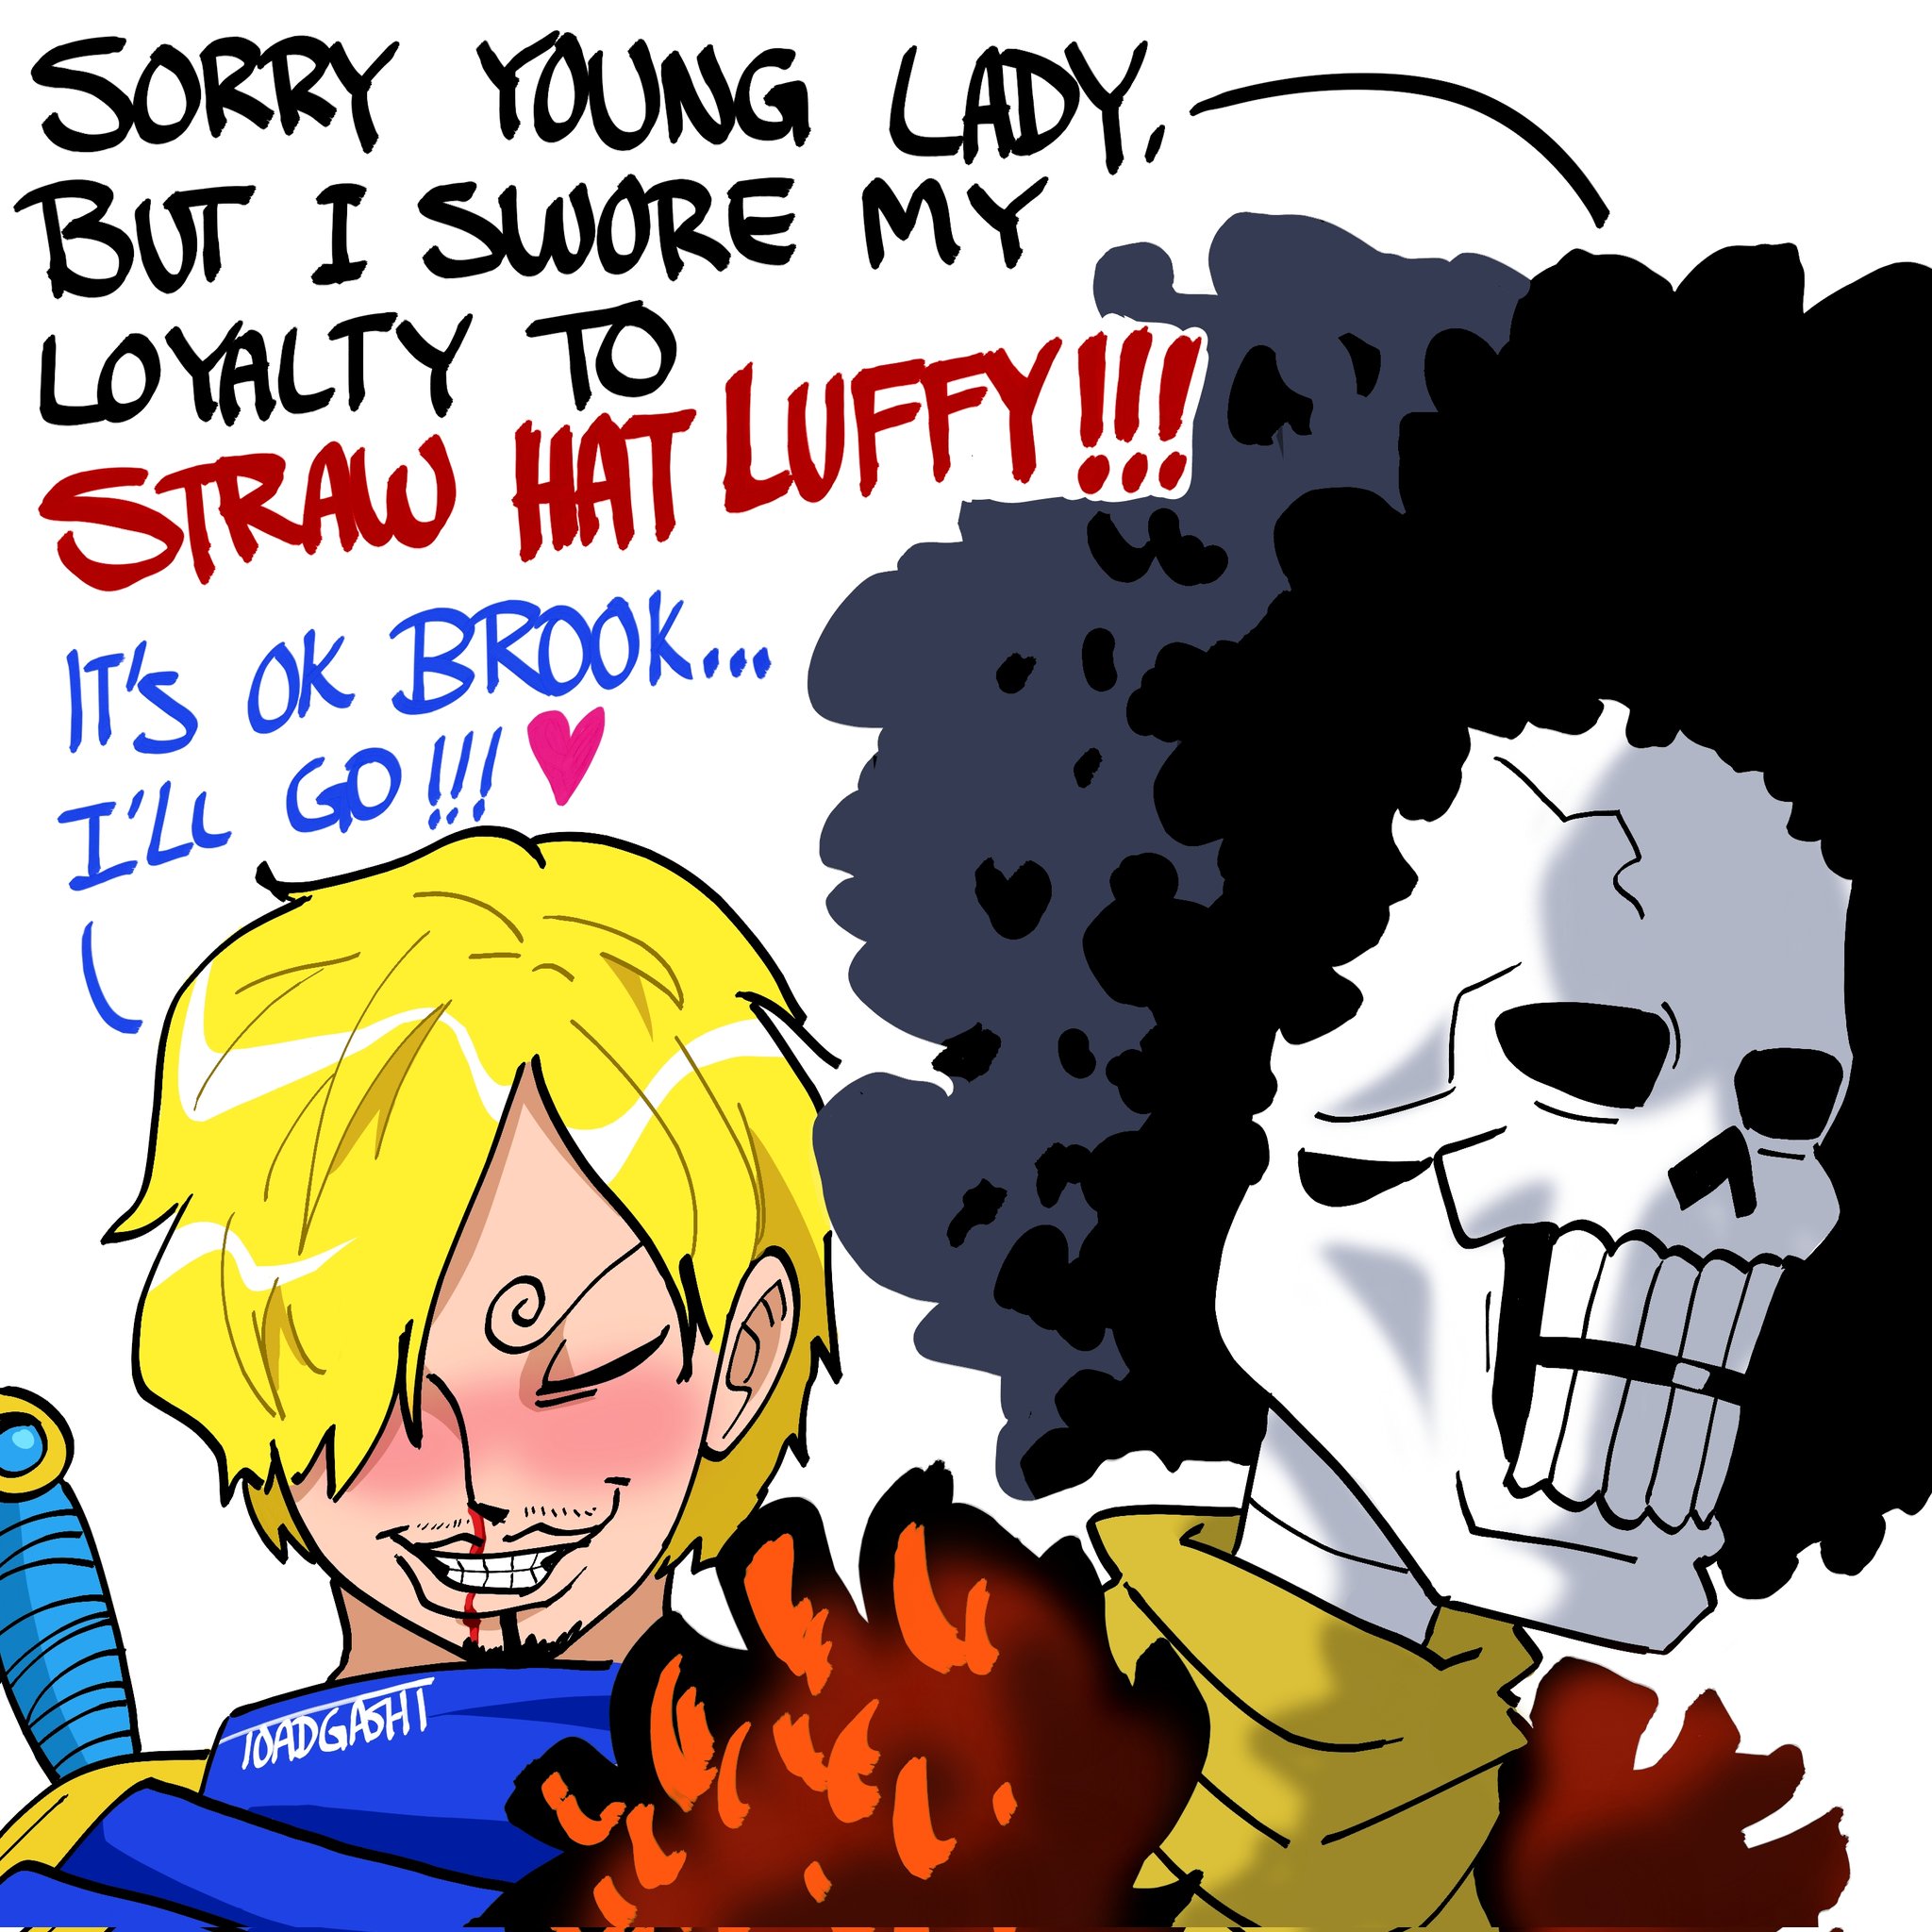 SORRY YOUNG LADY.
BUT I SWORE MY
LOYALTY TO
STRAW HAT LUFFY!!!
IT'S OK BROOK...
I'LL GO!!!
TOADGASHI